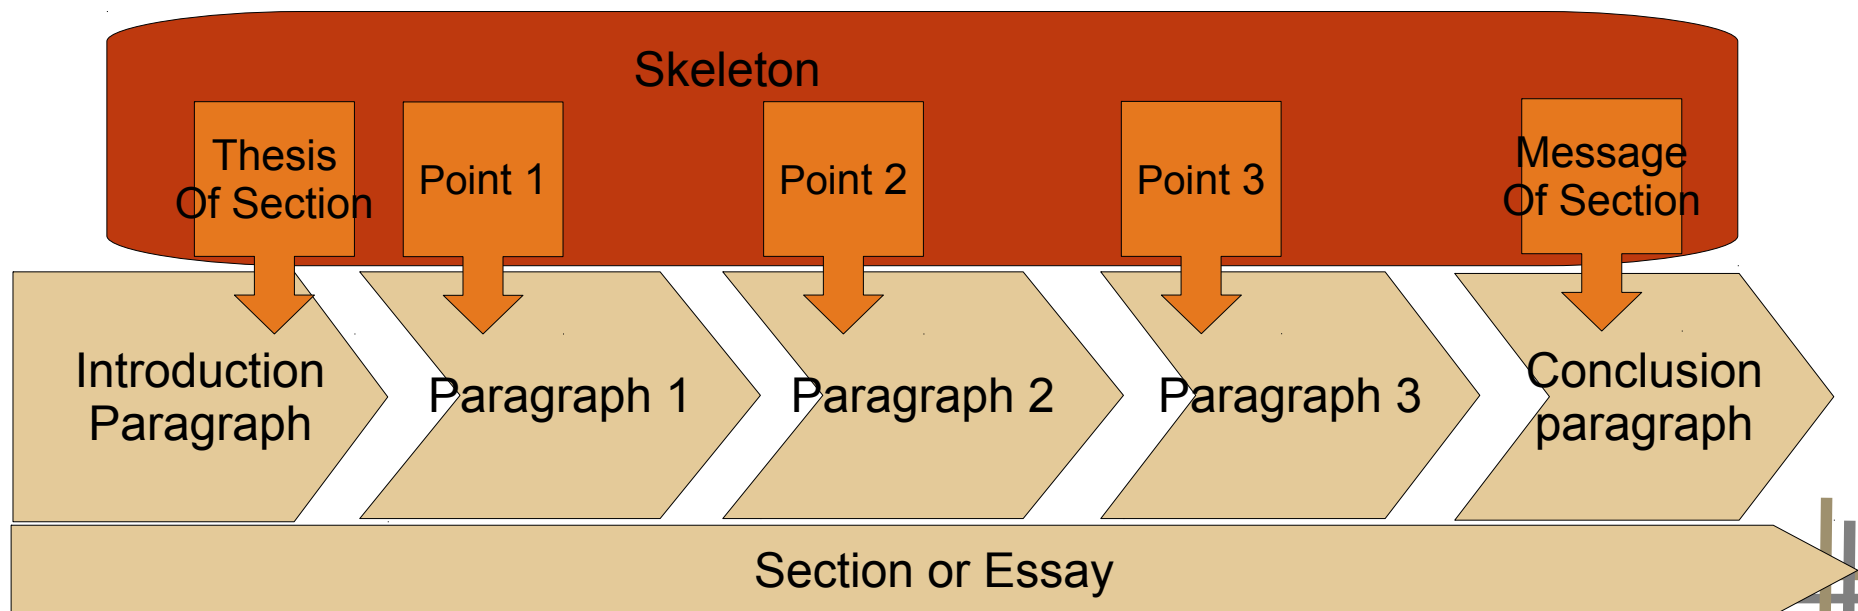 Skeleton
Thesis
Of Section
Point 1
Point 2
Point 3
Message
Of Section
Introduction
Paragraph
Paragraph 1
Paragraph 2
Paragraph 3
Conclusion
paragraph
Section or Essay